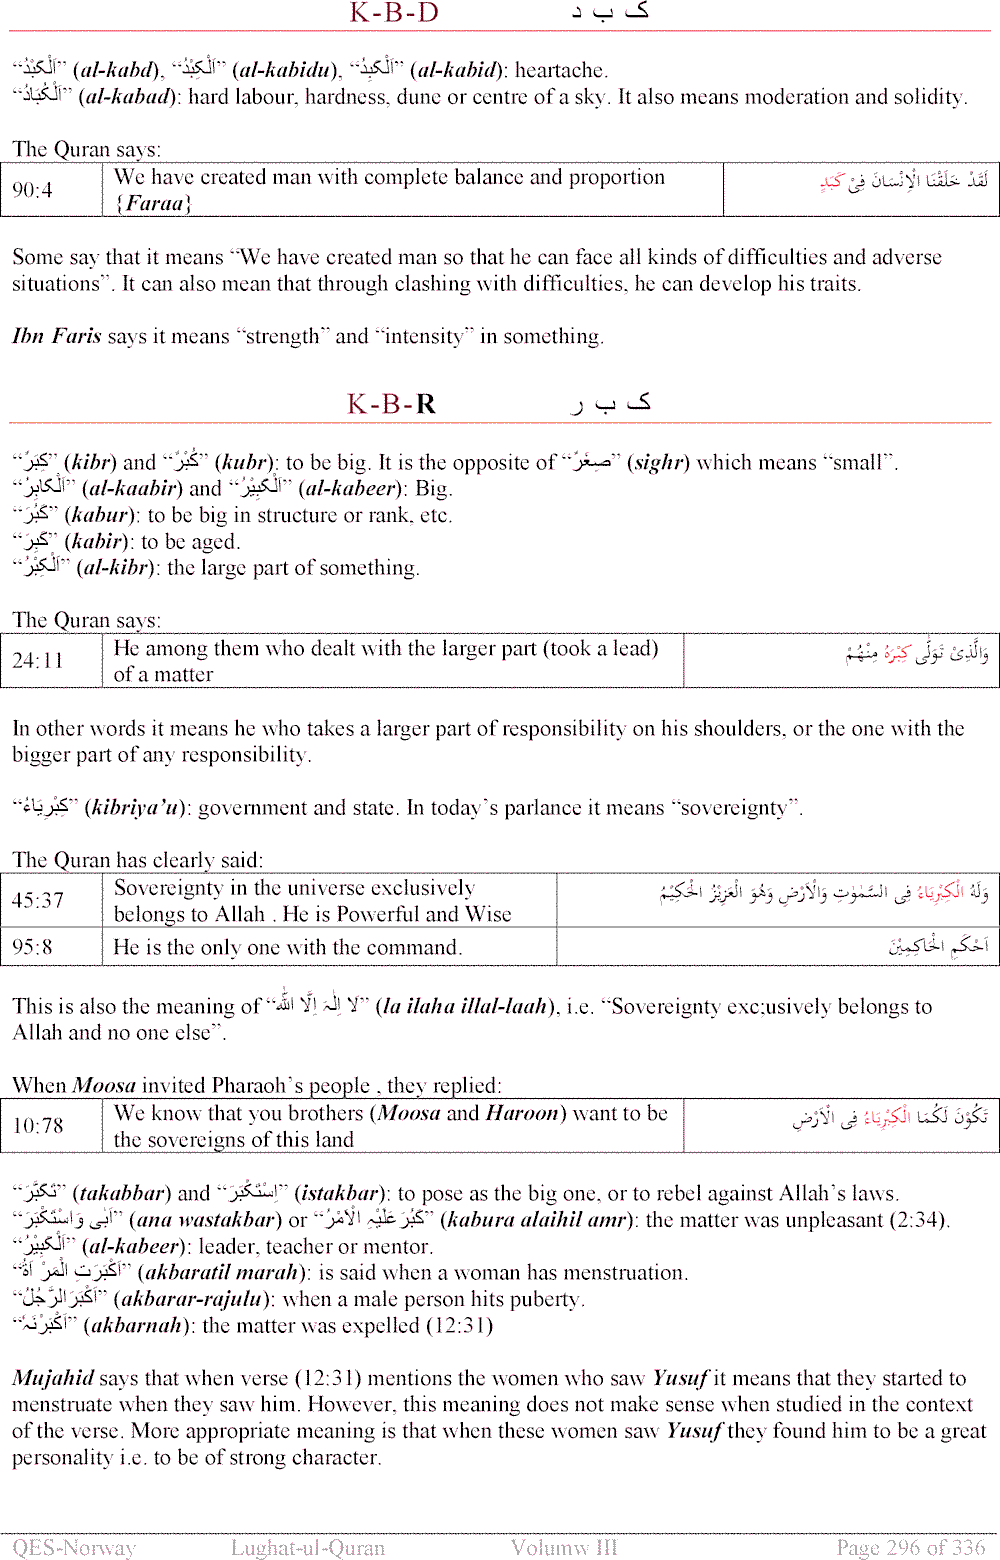 K-B-D ک ب د
“اَلْکَبْدُ” (al-kabd), “اَلْکِبْدُ” (al-kabidu), “اَلْکَبِدُ” (al-kabid): heartache.
“اَلْکُبَادُ” (al-kabad): hard labour, hardness, dune or centre of a sky. It also means moderation and solidity.
The Quran says:
90:4 We have created man with complete balance and proportion {Faraa} لَقَدْ خَلَقْنَا الْاِنْسَانَ فِیْ کَبَدٍ
Some say that it means “We have created man so that he can face all kinds of difficulties and adverse
situations”. It can also mean that through clashing with difficulties, he can develop his traits.
Ibn Faris says it means “strength” and “intensity” in something.
K-B-R ک ب ر
“کِبَرٌ” (kibr) and “کُبْرٌ” (kubr): to be big. It is the opposite of “صِغَرٌ” (sighr) which means “small”.
“اَلْکَابِرُ” (al-kaabir) and “اَلْکَبِیْرُ” (al-kabeer): Big.
“کَبُرَ” (kabur): to be big in structure or rank, etc.
“کَبِرَ” (kabir): to be aged.
“اَلْکِبْرُ” (al-kibr): the large part of something.
The Quran says:
24:11 He among them who dealt with the larger part (took a lead) of a matter وَالَّذِیْ تَوَلّٰی کِبْرَهٗ مِنْهُمْ
In other words it means he who takes a larger part of responsibility on his shoulders, or the one with the
bigger part of any responsibility.
“کِبْرِیَاءُ” (kibriya’u): government and state. In today’s parlance it means “sovereignty”.
The Quran has clearly said:
45:37 Sovereignty in the universe exclusively belongs to Allah . He is Powerful and Wise وَلَهُ الْکِبْرِیَاءُ فِی السَّمٰوٰتِ وَالْاَرْضِ وَهُوَ الْعَزِیْزُ الْحَکِیْمُ
95:8 He is the only one with the command. اَحْکَمِ الْحَاکِمِیْنَ
This is also the meaning of “لَا اِلٰہَ اِلَّا اللّٰہ” (la ilaha illal-laah), i.e. “Sovereignty exc;usively belongs to
Allah and no one else”.
When Moosa invited Pharaoh’s people , they replied:
10:78 We know that you brothers (Moosa and Haroon) want to be the sovereigns of this land تَکُوْنَ لَکُمَا الْکِبْرِیَاءُ فِی الْاَرْضِ
“تَکَبَّرَ” (takabbar) and “اِسْتَکْبَرَ” (istakbar): to pose as the big one, or to rebel against Allah’s laws.
“اَبٰی وَاسْتَکْبَرَ” (ana wastakbar) or “کَبُرَ عَلَیْہِ الْاَمْرُ” (kabura alaihil amr): the matter was unpleasant (2:34).
“اَلْکَبِیْرُ” (al-kabeer): leader, teacher or mentor.
“اَکْبَرَتِ الْمَرْ اَۃُ” (akbaratil marah): is said when a woman has menstruation.
“اَکْبَرَ الرَّجُلُ” (akbarar-rajulu): when a male person hits puberty.
“اَکْبَرْنَہٗ” (akbarnah): the matter was expelled (12:31)
Mujahid says that when verse (12:31) mentions the women who saw Yusuf it means that they started to
menstruate when they saw him. However, this meaning does not make sense when studied in the context
of the verse. More appropriate meaning is that when these women saw Yusuf they found him to be a great
personality i.e. to be of strong character.
QES-Norway Lughat-ul-Quran Volumw III Page 296 of 336